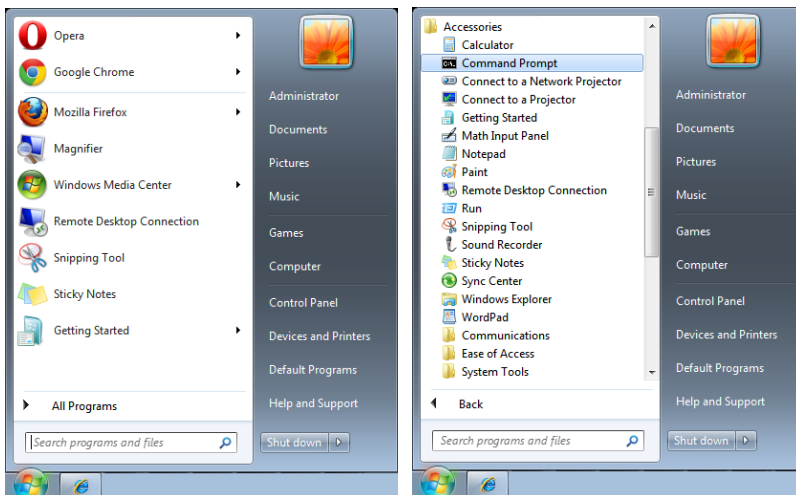 Opera
Google Chrome
Mozilla Firefox
Magnifier
Windows Media Center
Remote Desktop Connection
Snipping Tool
Sticky Notes
Getting Started
All Programs
Search programs and files
Administrator
Documents
Pictures
Music
Games
Computer
Control Panel
Devices and Printers
Default Programs
Help and Support
Shut down
Accessories
Calculator
Command Prompt
Connect to a Network Projector
Connect to a Projector
Getting Started
Math Input Panel
Notepad
Paint
Remote Desktop Connection
Run
Snipping Tool
Sound Recorder
Sticky Notes
Sync Center
Windows Explorer
WordPad
Communications
Ease of Access
System Tools
Back
Search programs and files
Administrator
Documents
Pictures
Music
Games
Computer
Control Panel
Devices and Printers
Default Programs
Help and Support
Shut down